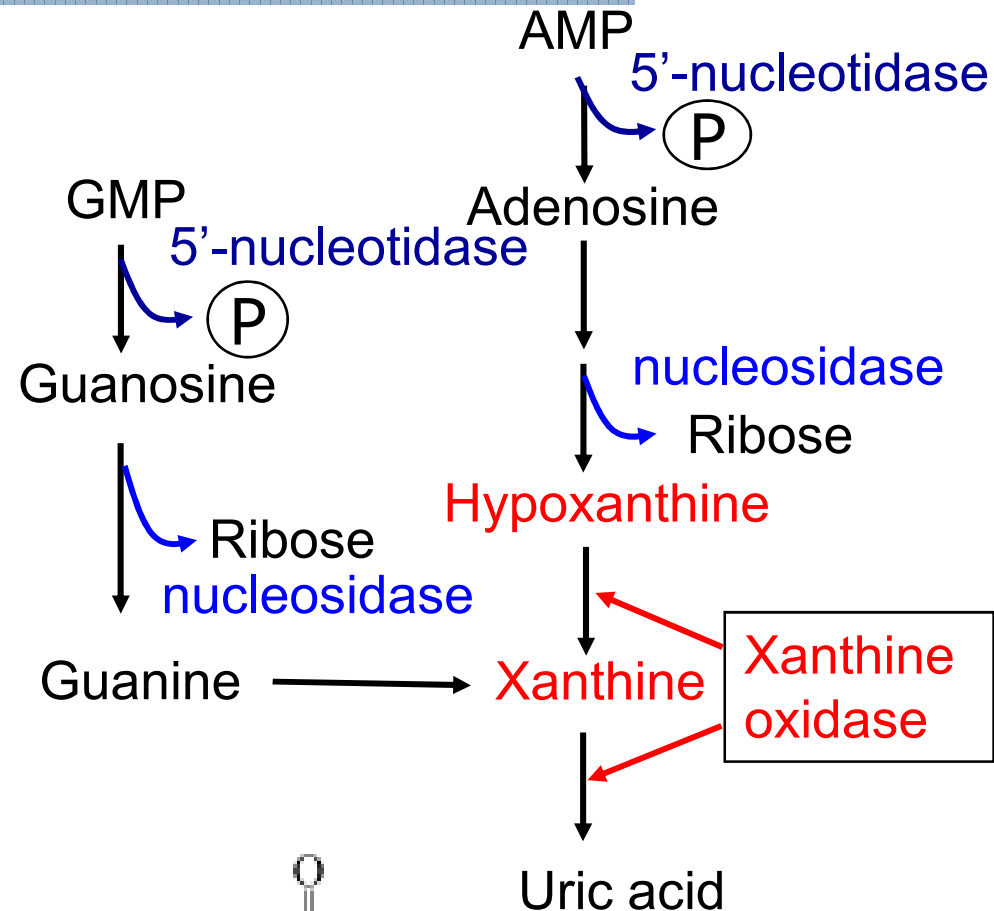 AMP
5’-nucleotidase
P
GMP
Adenosine
5’-nucleotidase
P
Guanosine
nucleosidase
Ribose
Hypoxanthine
Ribose
nucleosidase
Guanine
Xanthine
Xanthine
oxidase
Uric acid